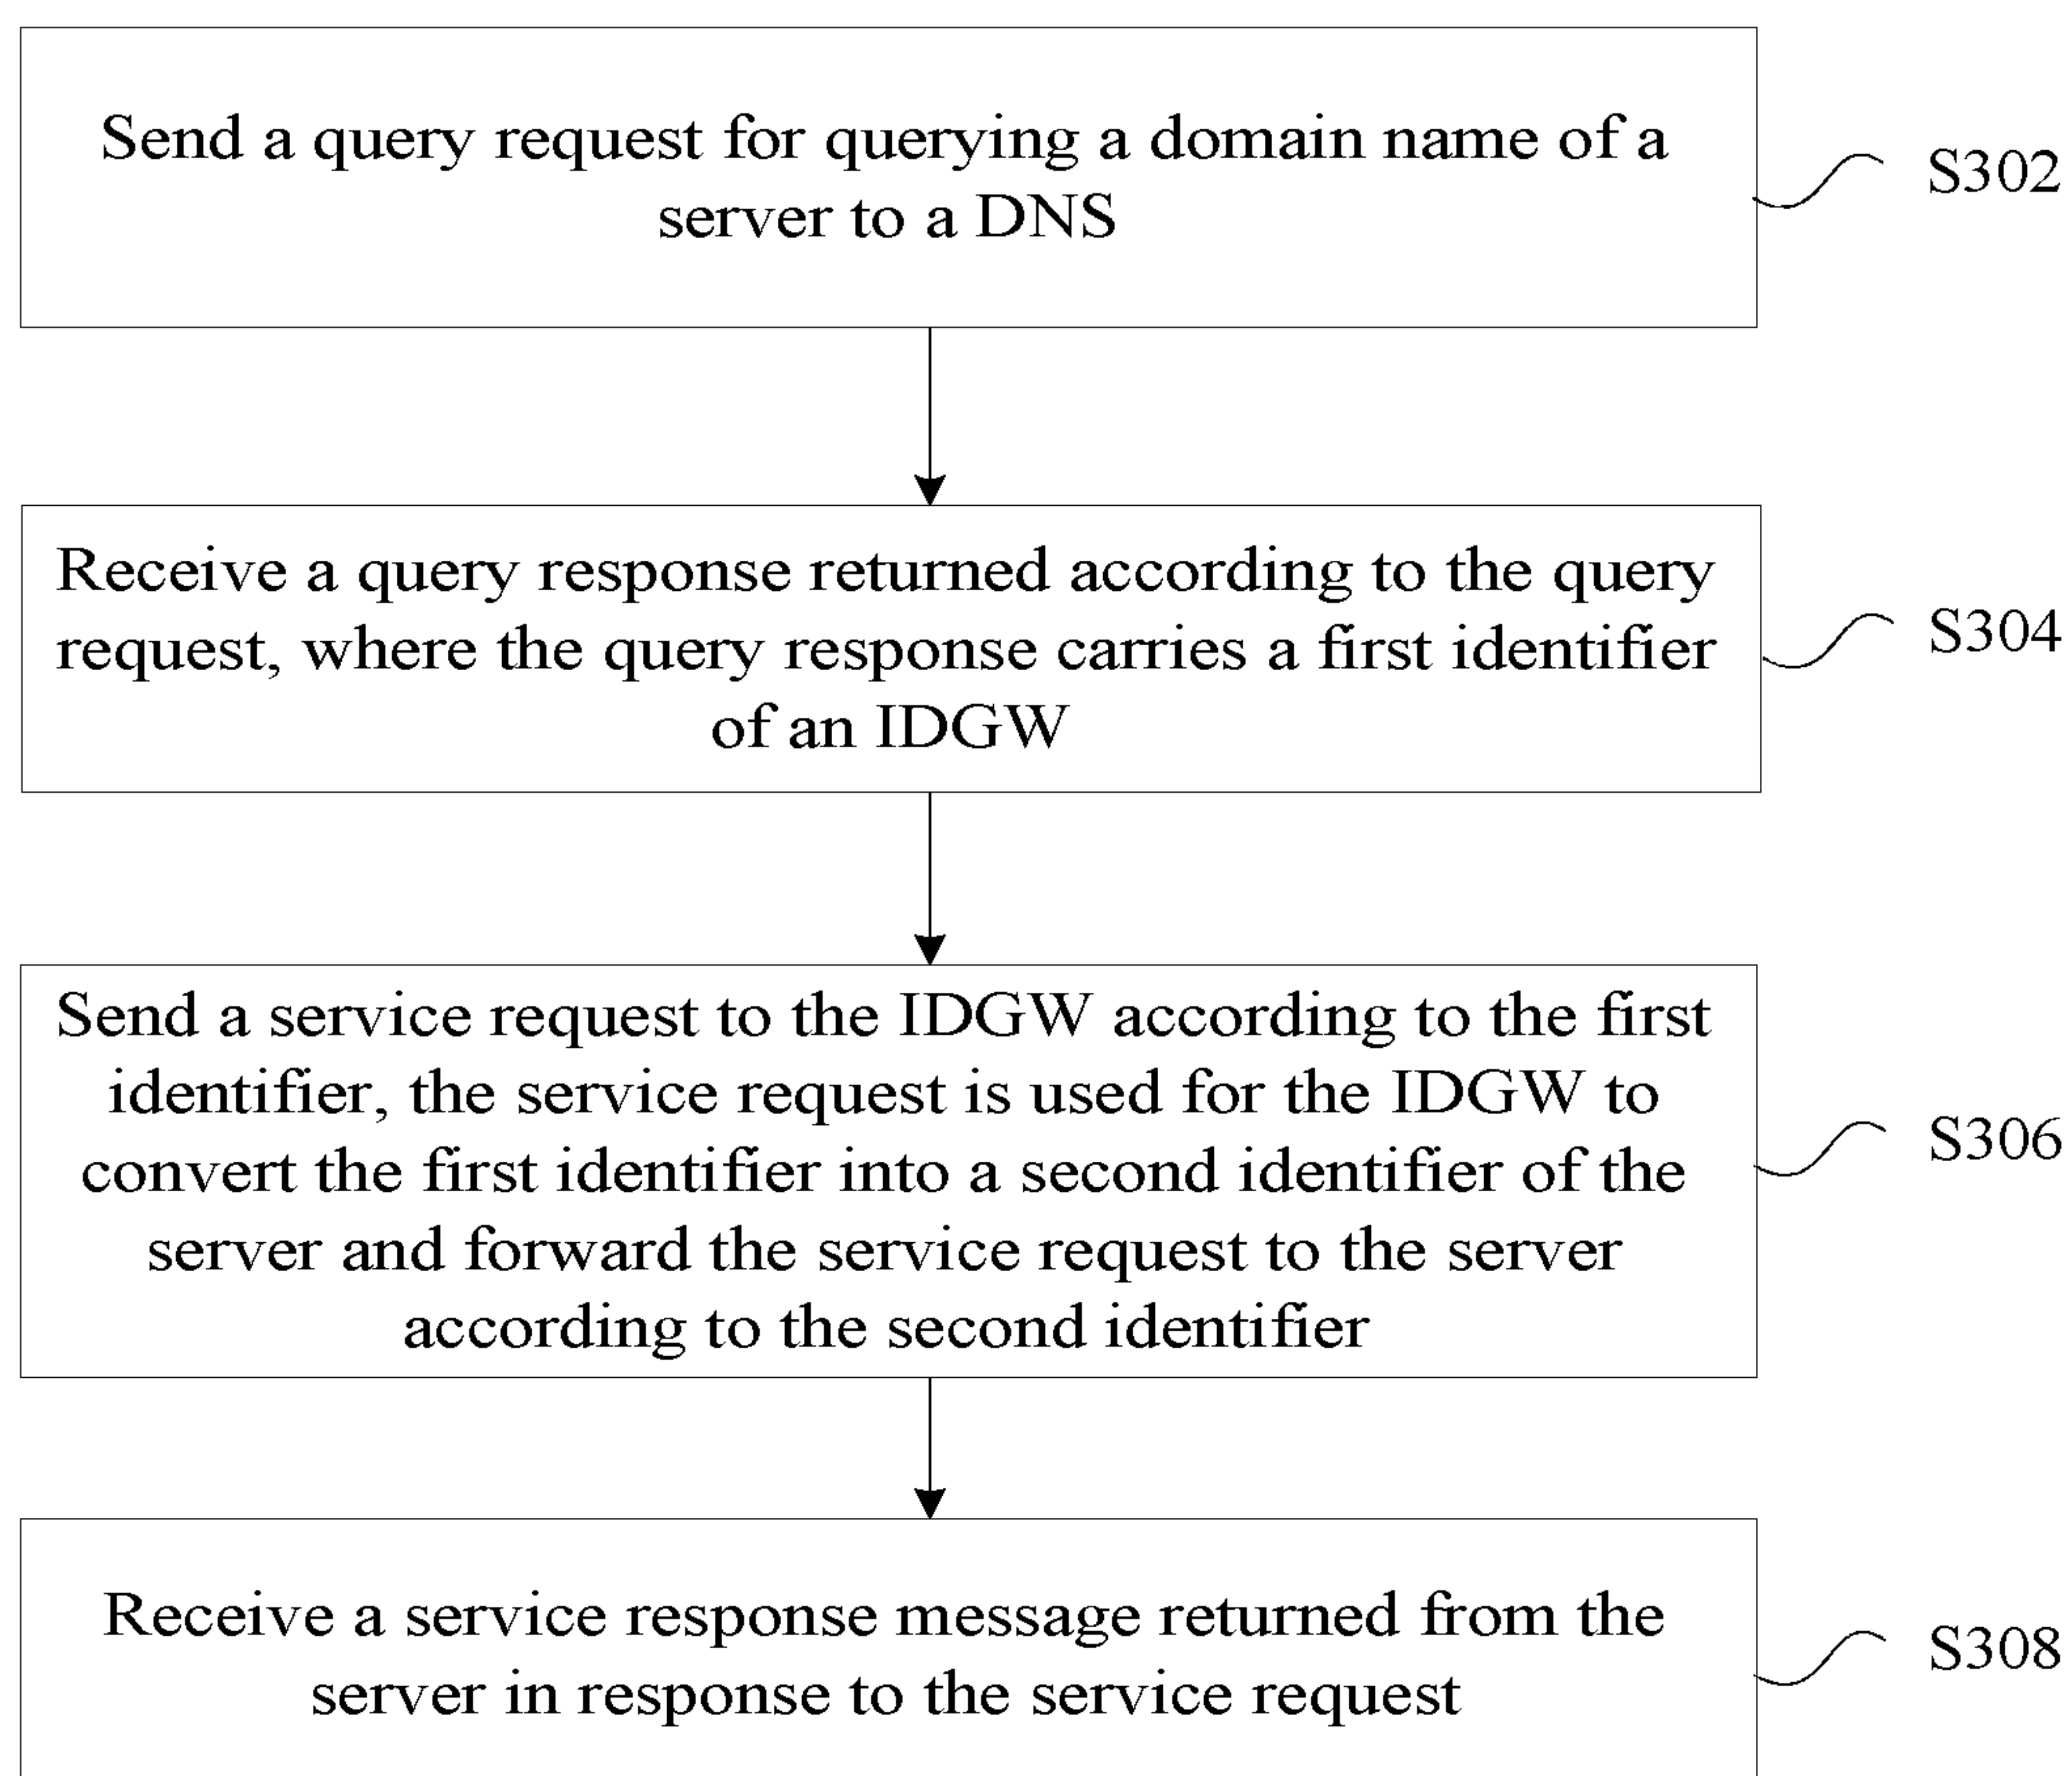 Send a query request for querying a domain name of a
server to a DNS
S302
Receive a query response returned according to the query
request, where the query response carries a first identifier
of an IDGW
S304
Send a service request to the IDGW according to the first
identifier, the service request is used for the IDGW to
convert the first identifier into a second identifier of the
server and forward the service request to the server
according to the second identifier
S306
Receive a service response message returned from the
server in response to the service request
S308